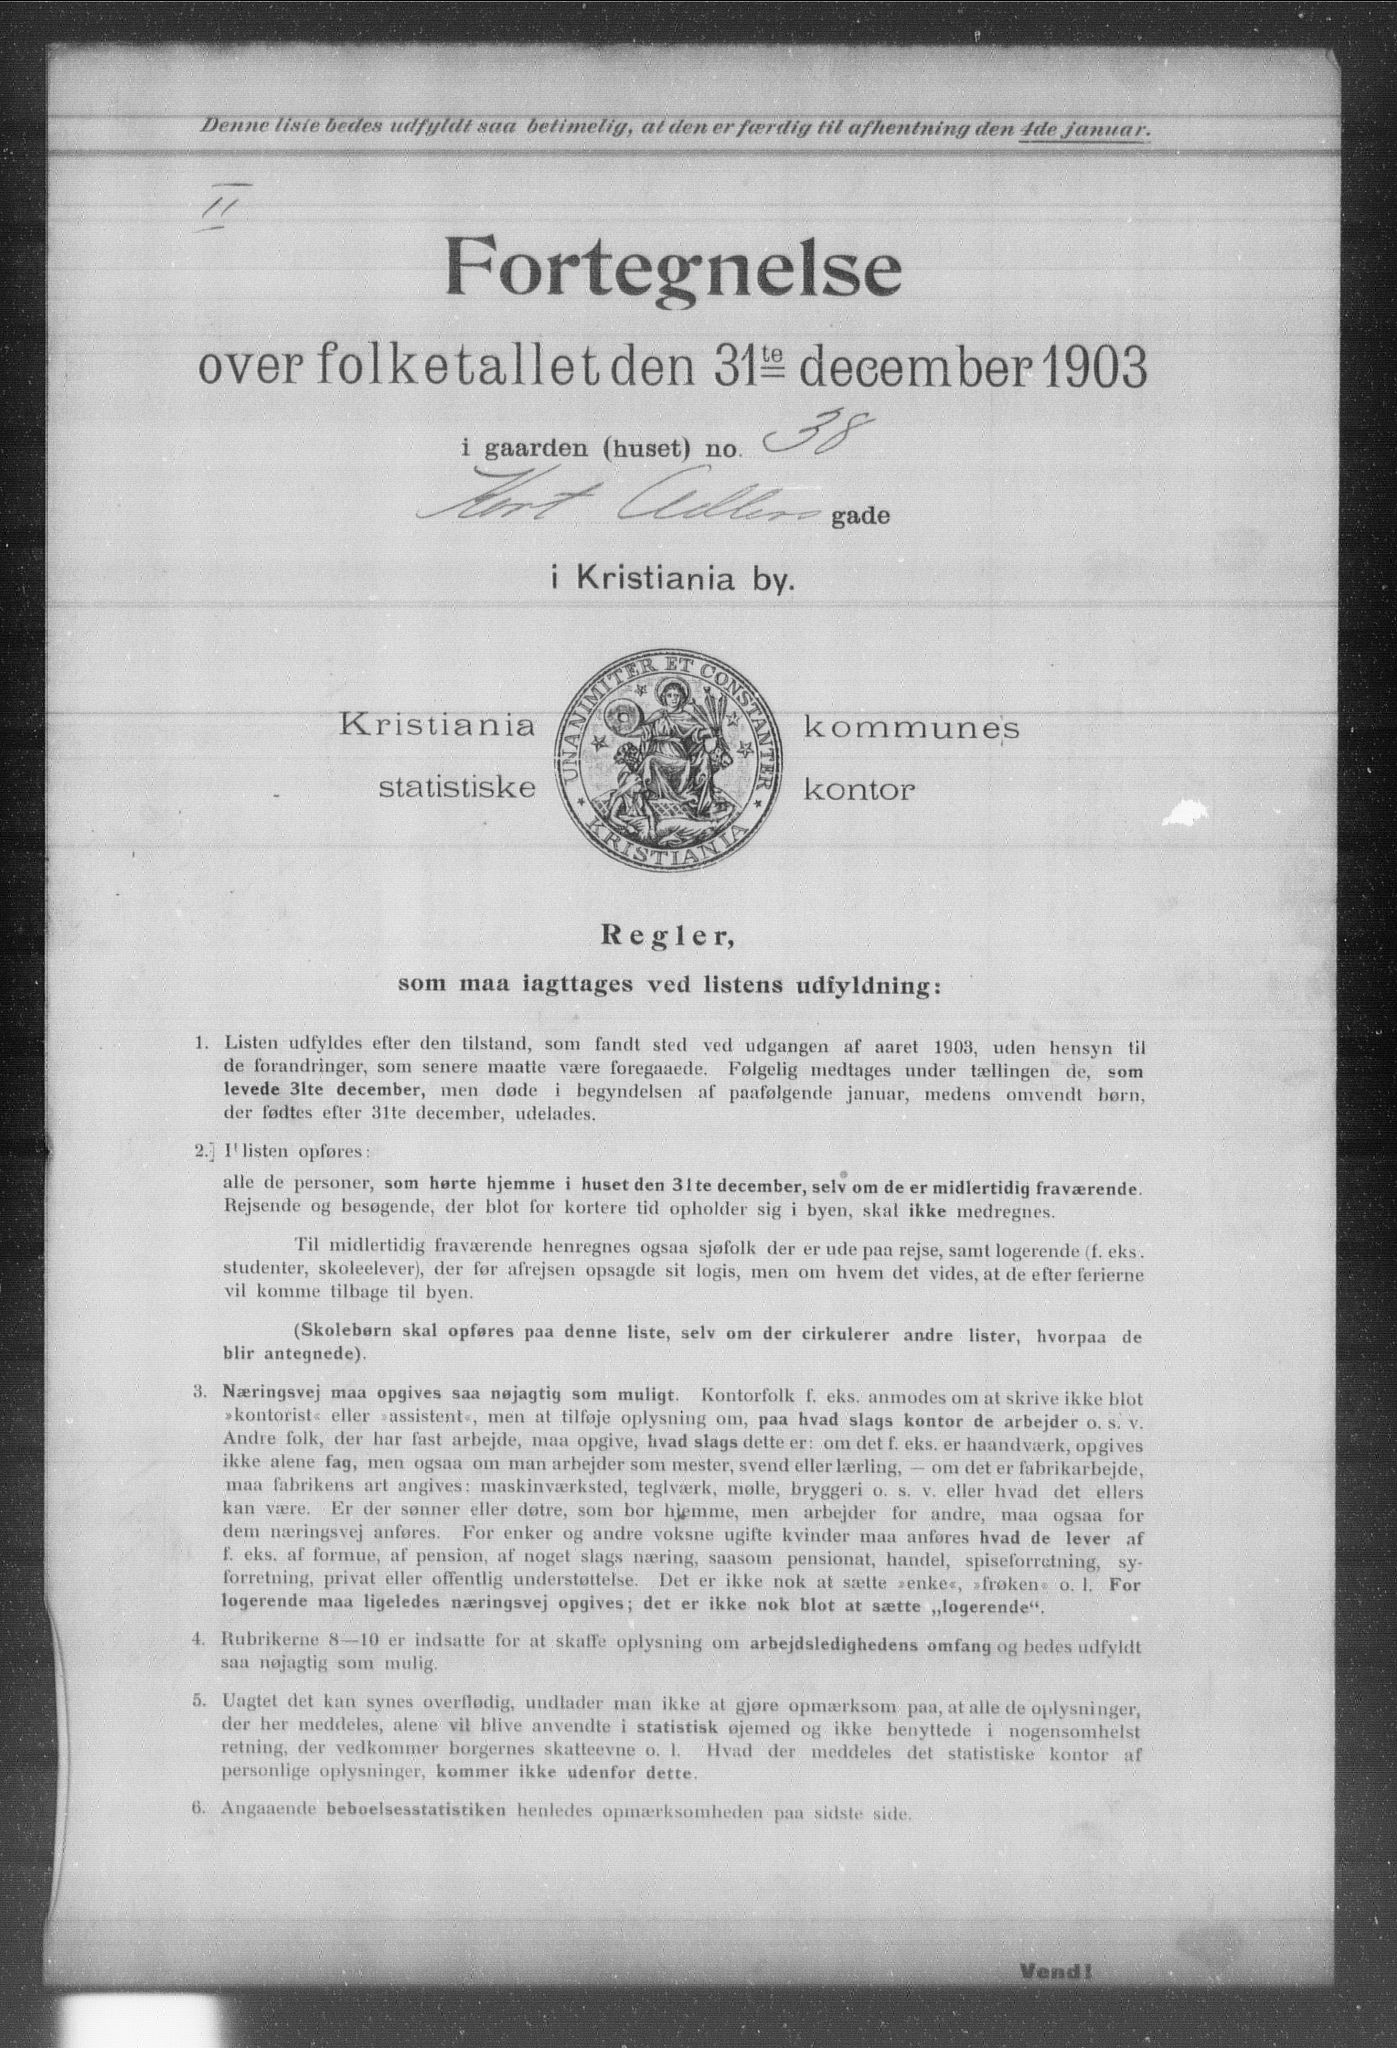 Denne liste bedes udfyldt saa betimelig, at den er færdig til afhentning den 4de januar.
II
Fortegnelse
over folketallet den 31te december 1903
i gaarden (huset) no. 38
Kort Adlers gade
i Kristiania by.
UNANIMITER ET CONSTANTER
KRISTIANIA
Kristiania kommunes
statistiske kontor
Regler,
som maa iagttages ved listens udfyldning:
1. Listen udfyldes efter den tilstand, som fandt sted ved udgangen af aaret 1903, uden hensyn til
de forandringer, som senere maatte være foregaaede. Følgelig medtages under tællingen de, som
levede 31te december, men døde i begyndelsen af paafølgende januar, medens omvendt børn,
der fødtes efter 31te december, udelades.
2. I listen opføres:
alle de personer, som hørte hjemme i huset den 31te december, selv om de er midlertidig fraværende.
Rejsende og besøgende, der blot for kortere tid opholder sig i byen, skal ikke medregnes.
Til midlertidig fraværende henregnes ogsaa sjøfolk der er ude paa rejse, samt logerende (f. eks.
studenter, skoleelever), der før afrejsen opsagde sit logis, men om hvem det vides, at de efter ferierne
vil komme tilbage til byen.
(Skolebørn skal opføres paa denne liste, selv om der cirkulerer andre lister, hvorpaa de
blir antegnede).
3. Næringsvej maa opgives saa nøjagtig som muligt. Kontorfolk f. eks. anmodes om at skrive ikke blot
»kontorist« eller »assistent«, men at tilføje oplysning om, paa hvad slags kontor de arbejder o. s. v.
Andre folk, der har fast arbejde, maa opgive, hvad slags dette er: om det f. eks. er haandværk, opgives
ikke alene fag, men ogsaa om man arbejder som mester, svend eller lærling, — om det er fabrikarbejde,
maa fabrikens art angives: maskinværksted, teglværk, mølle, bryggeri o. s. v. eller hvad det ellers
kan være. Er der sønner eller døtre, som bor hjemme, men arbejder for andre, maa ogsaa for
dem næringsvej anføres. For enker og andre voksne ugifte kvinder maa anføres hvad de lever af
f. eks. af formue, af pension, af noget slags næring, saasom pensionat, handel, spiseforretning, sy-
forretning, privat eller offentlig understøttelse. Det er ikke nok at sætte »enke«, »frøken« o. l. For
logerende maa ligeledes næringsvej opgives; det er ikke nok blot at sætte „logerende“.
4. Rubrikerne 8—10 er indsatte for at skaffe oplysning om arbejdsledighedens omfang og bedes udfyldt
saa nøjagtig som mulig.
5. Uagtet det kan synes overflødig, undlader man ikke at gjøre opmærksom paa, at alle de oplysninger,
der her meddeles, alene vil blive anvendte i statistisk øjemed og ikke benyttede i nogensomhelst
retning, der vedkommer borgernes skatteevne o. l. Hvad der meddeles det statistiske kontor af
personlige oplysninger, kommer ikke udenfor dette.
6. Angaaende beboelsesstatistiken henledes opmærksomheden paa sidste side.
Vend!